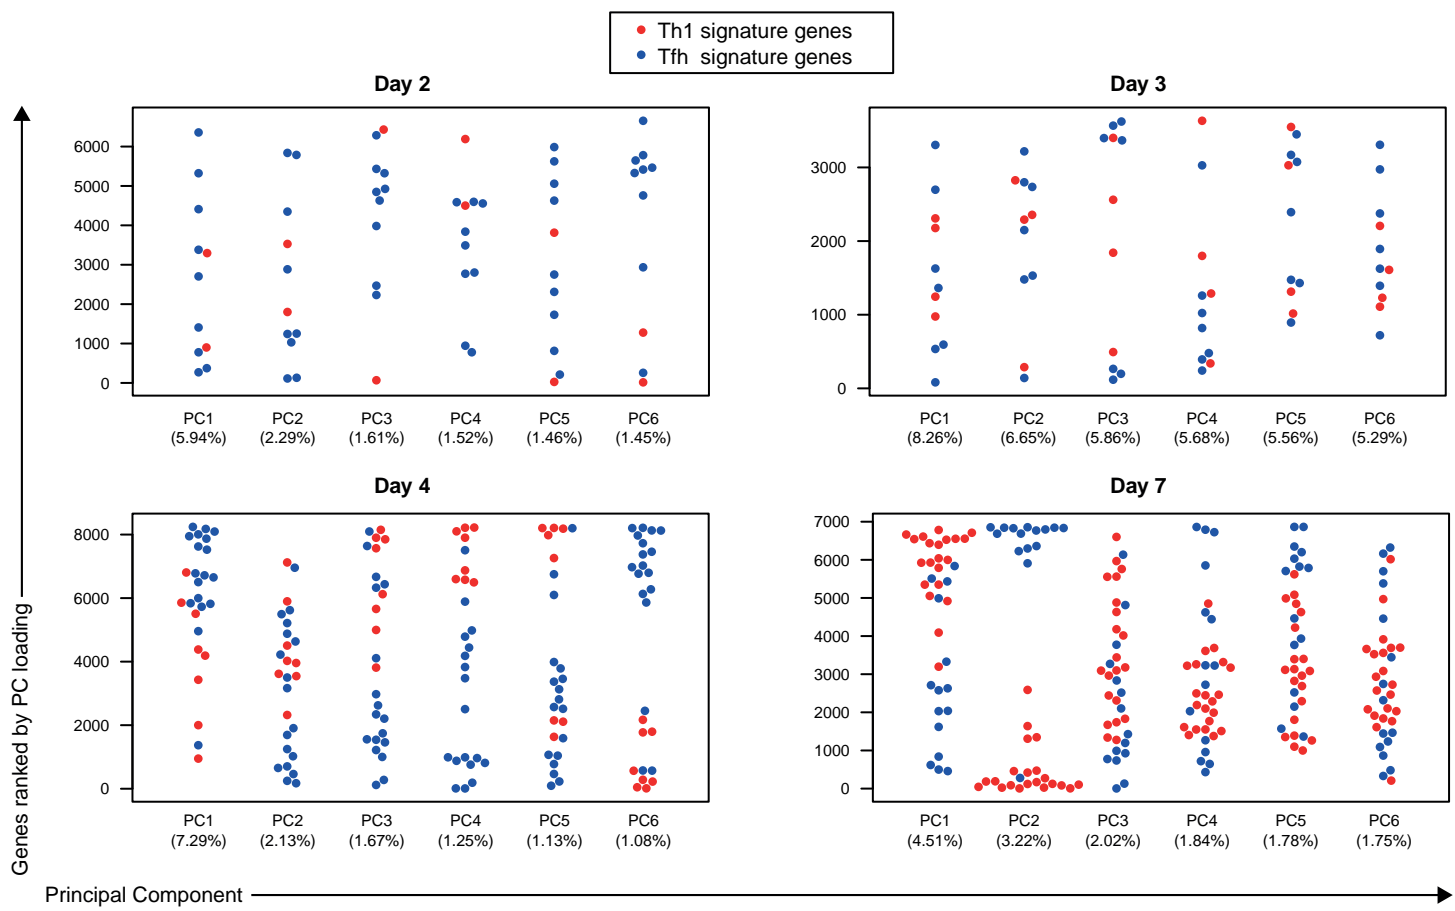 Th1 signature genes
Tfh signature genes
Day 2
6000
5000
4000
3000
2000
1000
0
PC1 PC2 PC3 PC4 PC5 PC6
(5.94%) (2.29%) (1.61%) (1.52%) (1.46%) (1.45%)
Day 3
3000
2000
1000
0
PC1 PC2 PC3 PC4 PC5 PC6
(8.26%) (6.65%) (5.86%) (5.68%) (5.56%) (5.29%)
Day 4
8000
6000
4000
2000
0
PC1 PC2 PC3 PC4 PC5 PC6
(7.29%) (2.13%) (1.67%) (1.25%) (1.13%) (1.08%)
Day 7
7000
6000
5000
4000
3000
2000
1000
0
PC1 PC2 PC3 PC4 PC5 PC6
(4.51%) (3.22%) (2.02%) (1.84%) (1.78%) (1.75%)
Genes ranked by PC loading
Principal Component